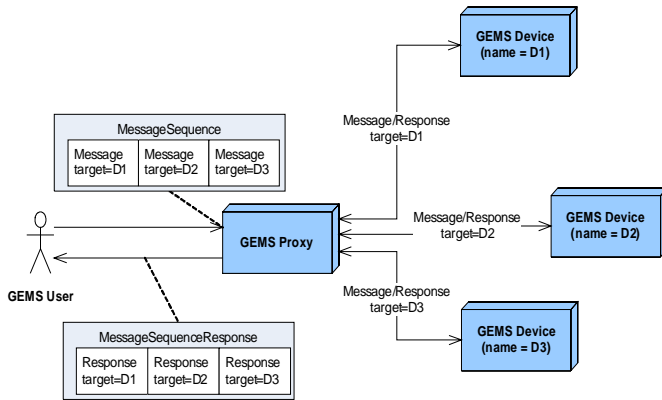 GEMS Device
(name = D1)
Message/Response
target=D1
MessageSequence
Message Message Message
target=D1 target=D2 target=D3
GEMS Proxy
Message/Response
target=D2
GEMS Device
(name = D2)
GEMS User
Message/Response
target=D3
MessageSequenceResponse
Response Response Response
target=D1 target=D2 target=D3
GEMS Device
(name = D3)